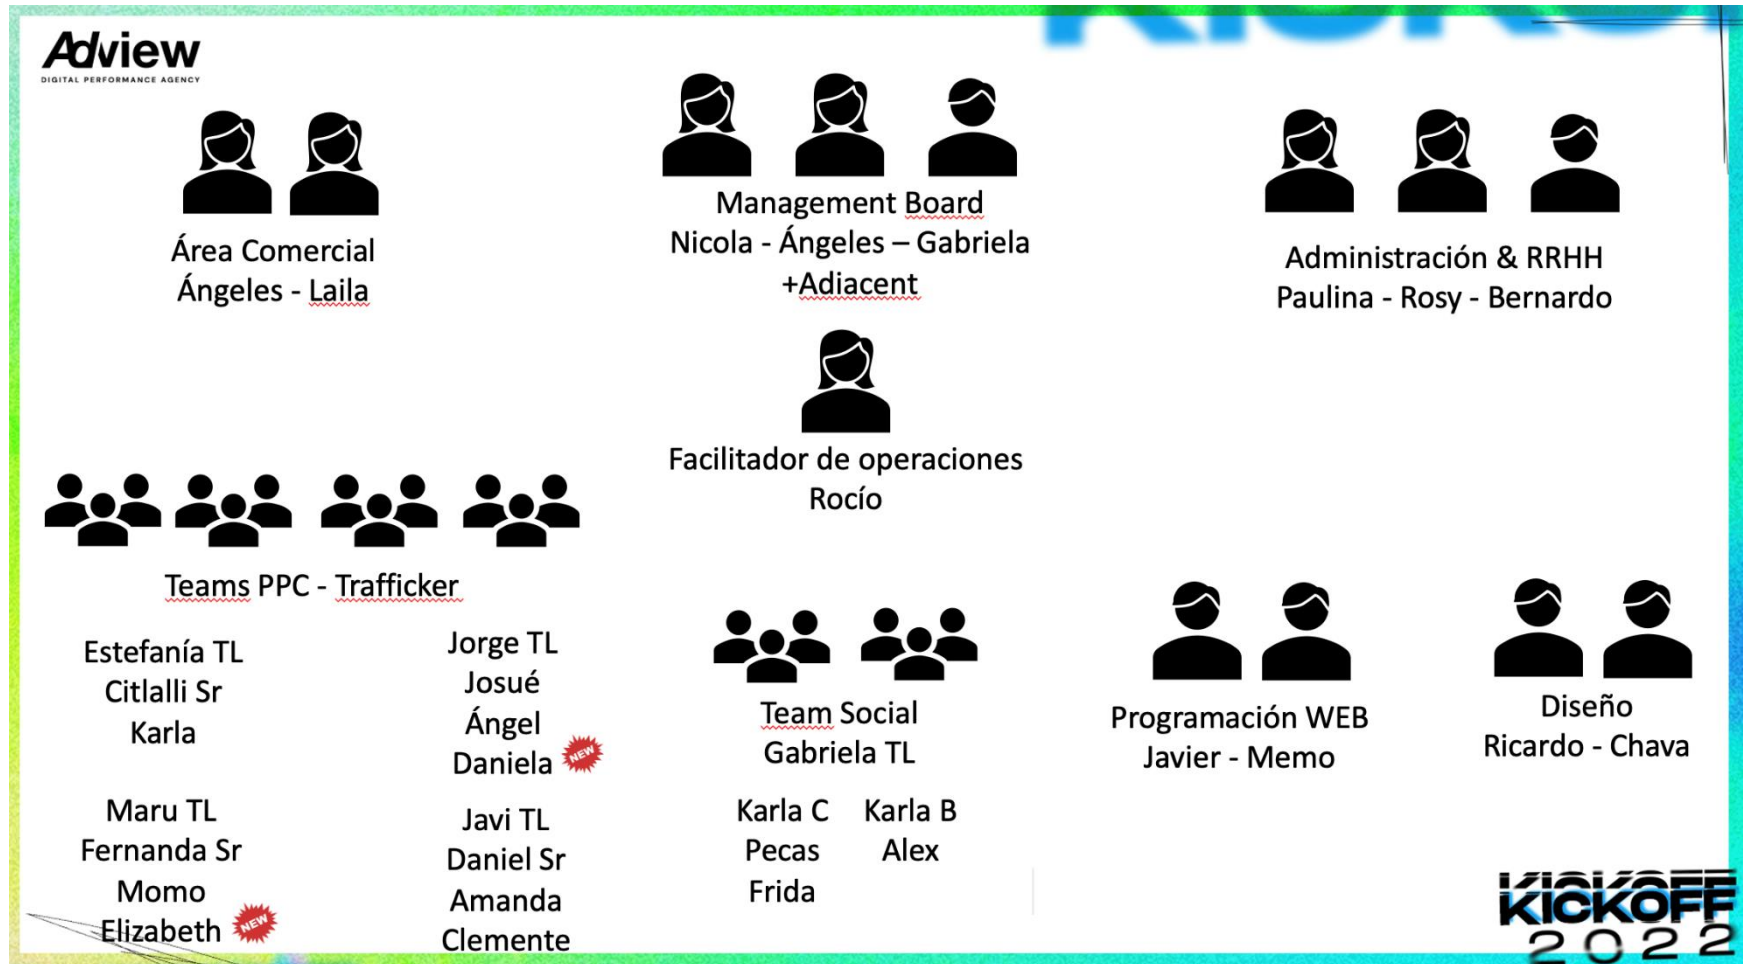 KICKOF
Adview
DIGITAL PERFORMANCE AGENCY
Área Comercial
Ángeles - Laila
Management Board
Nicola - Ángeles – Gabriela
+Adiacent
Administración & RRHH
Paulina - Rosy - Bernardo
Facilitador de operaciones
Rocío
Teams PPC - Trafficker
Estefanía TL
Citlalli Sr
Karla
Jorge TL
Josué
Ángel
Daniela NEW
Maru TL
Fernanda Sr
Momo
Elizabeth NEW
Javi TL
Daniel Sr
Amanda
Clemente
Team Social
Gabriela TL
Karla C
Pecas
Frida
Karla B
Alex
Programación WEB
Javier - Memo
Diseño
Ricardo - Chava
KICKOFF
2022